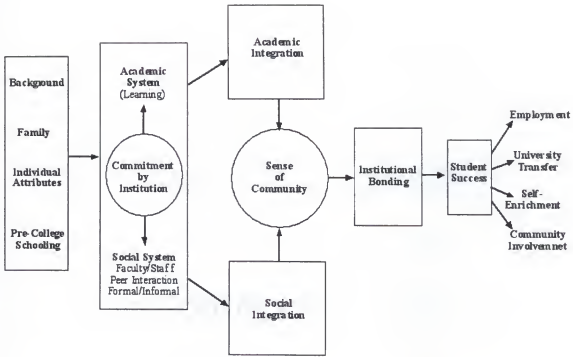 Background
Family
Individual
Attributes
Pre-College
Schooling
Academic
System
(Learning)
Commitment
by
Institution
Social System
Faculty/Staff
Peer Interaction
Formal/Informal
Academic
Integration
Sense
of
Community
Social
Integration
Institutional
Bonding
Student
Success
Employment
University
Transfer
Self-
Enrichment
Community
Involvemnet